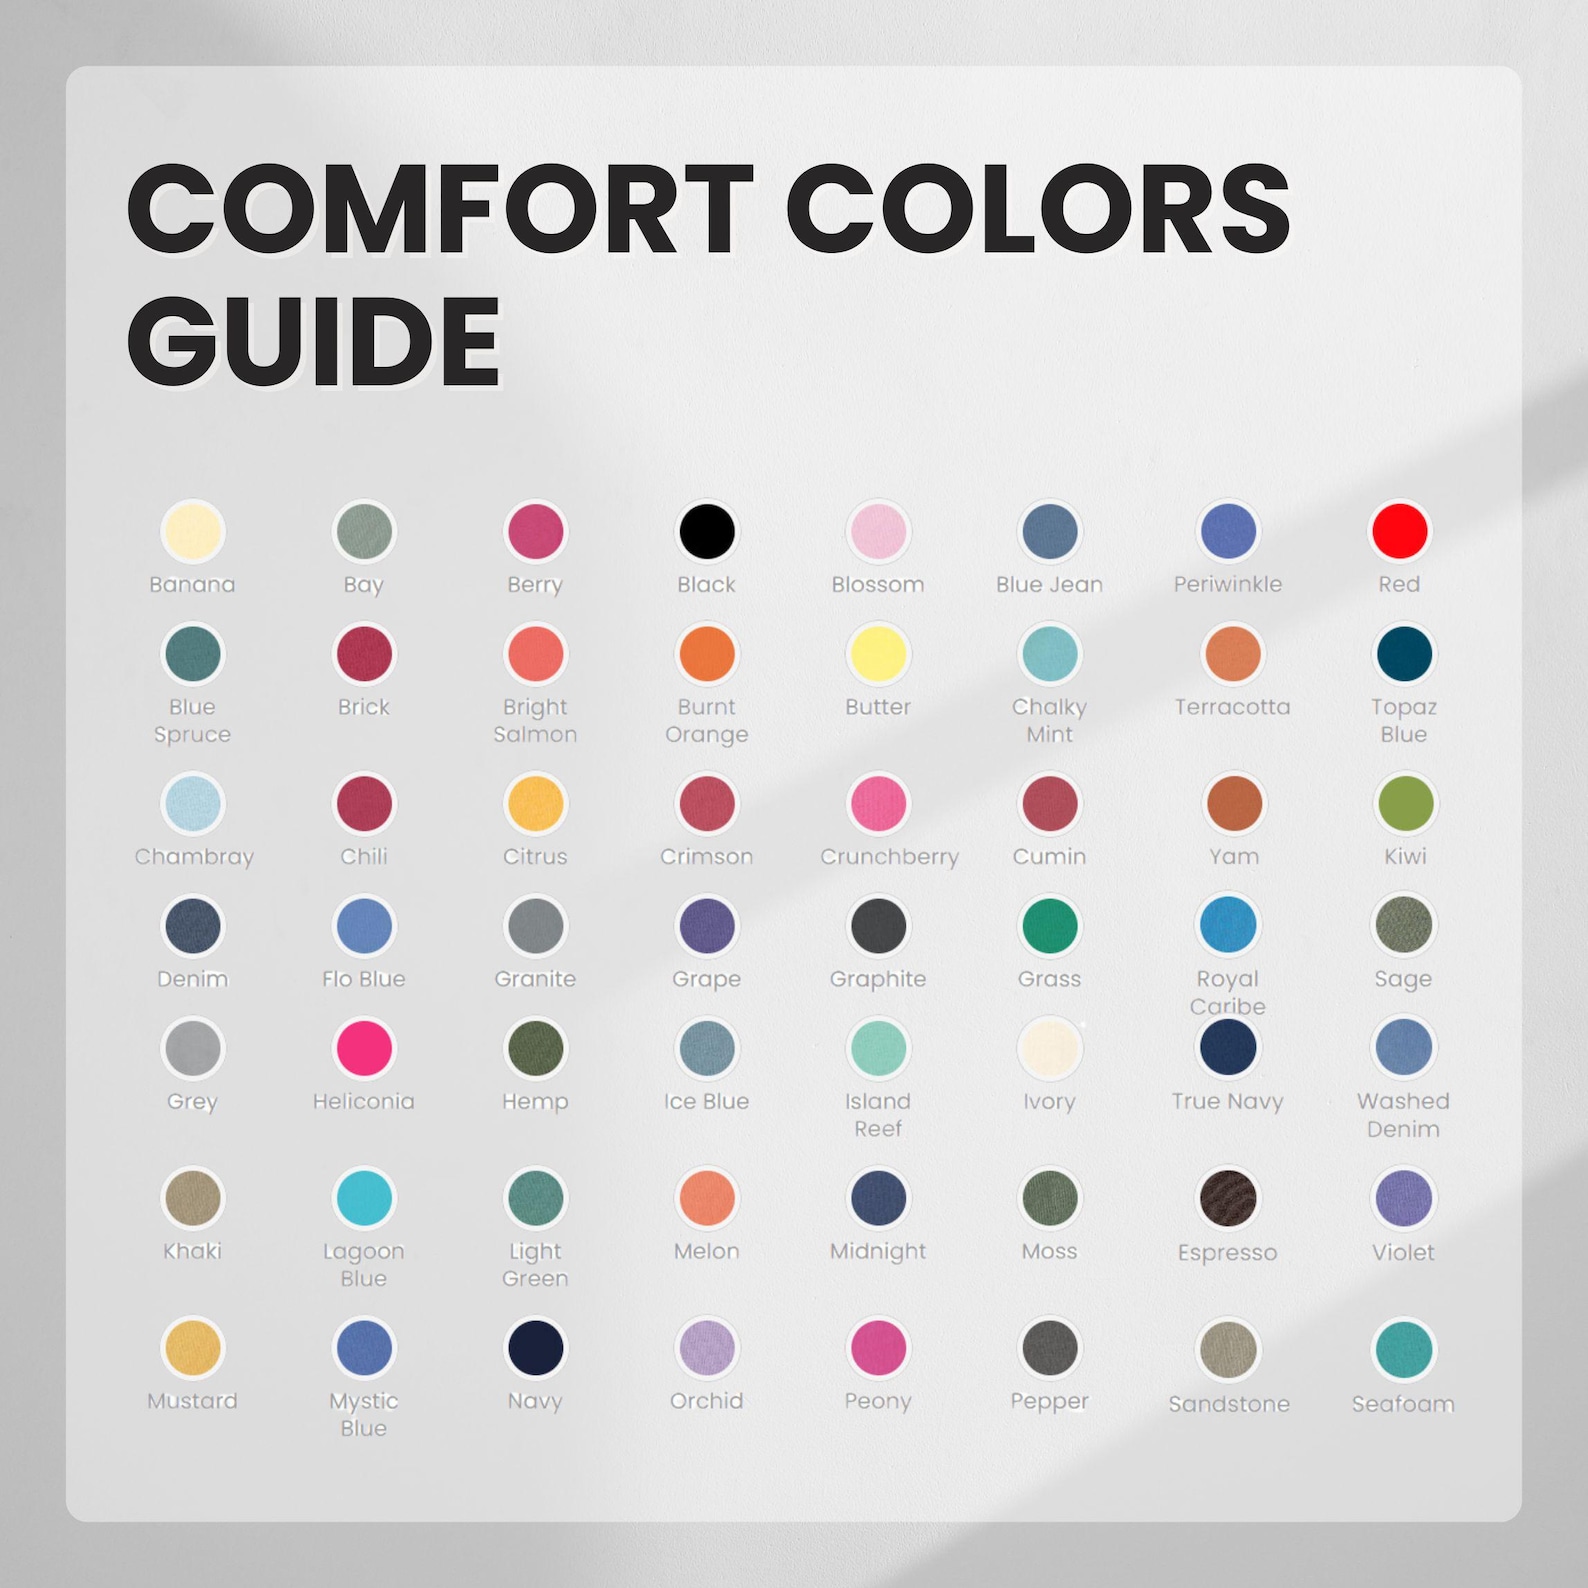 COMFORT COLORS
GUIDE
Banana Bay Berry Black Blossom Blue Jean Periwinkle Red
Blue Brick Bright Burnt Butter Chalky Terracotta Topaz
Spruce Salmon Orange Mint Blue
Chambray Chili Citrus Crimson Crunchberry Cumin Yam Kiwi
Denim Flo Blue Granite Grape Graphite Grass Royal Sage
Caribe
Grey Heliconia Hemp Ice Blue Island Ivory True Navy Washed
Reef Denim
Khaki Lagoon Light Melon Midnight Moss Espresso Violet
Blue Green
Mustard Mystic Navy Orchid Peony Pepper Sandstone Seafoam
Blue